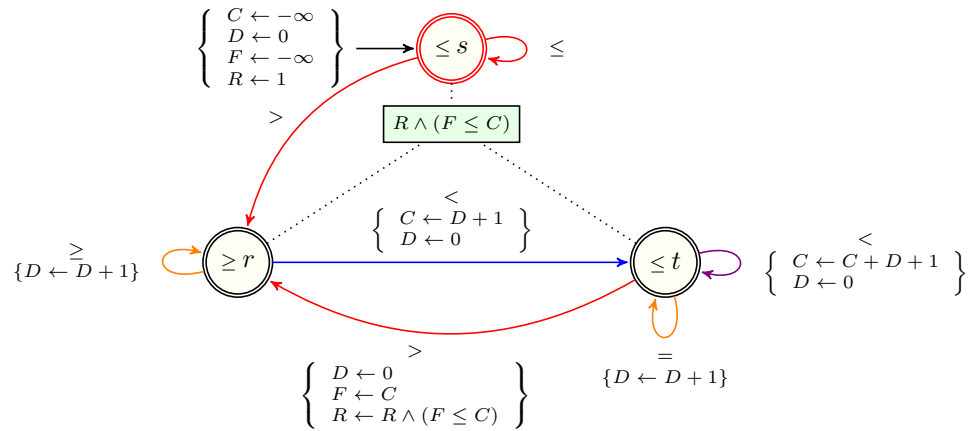 C ← −∞
D ← 0
F ← −∞
R ← 1
≤ s
≤
>
R ∧ (F ≤ C)
<
C ← D + 1
D ← 0
≥
{D ← D + 1}
≥ r
≤ t
<
C ← C + D + 1
D ← 0
>
D ← 0
F ← C
R ← R ∧ (F ≤ C)
=
{D ← D + 1}